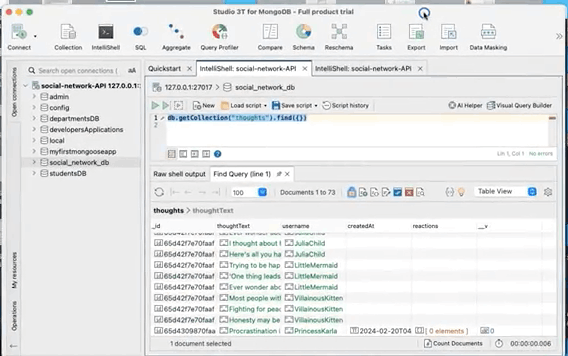 Studio 3T for MongoDB - Full product trial
Connect Collection IntelliShell SQL Aggregate Query Profiler Compare Schema Reschema Tasks Export Import Data Masking
Open connections
Search open connections ( aA
social-network-API 127.0.0.1
admin
config
departmentsDB
developersApplications
local
myfirstmongooseapp
social_network_db
studentsDB
My resources
Operations
Quickstart IntelliShell: social-network-API IntelliShell: social-network-API
127.0.0.1:27017 social_network_db
New Load script Save script Script history AI Helper Visual Query Builder
1 db.getCollection("thoughts").find({})
2
Ln 1, Col 1 No errors
Raw shell output Find Query (line 1)
100 Documents 1 to 73 Table View
thoughts > thoughtText
_id thoughtText username createdAt reactions __v
65d42f7e70faaf I thought about JuliaChild
65d42f7e70faaf Here's all you ha JuliaChild
65d42f7e70faaf Trying to be hap LittleMermaid
65d42f7e70faaf 'One thing leads LittleMermaid
65d42f7e70faaf Ever wonder LittleMermaid
65d42f7e70faaf Most people wit VillainousKitten
65d42f7e70faaf Fighting for peac VillainousKitten
65d42f7e70faaf Honesty may be VillainousKitten
65d4309870faa Procrastination i PrincessKarla 2024-02-20T04 [ 0 elements ] 0
1 document selected Count Documents 00:00:00.006